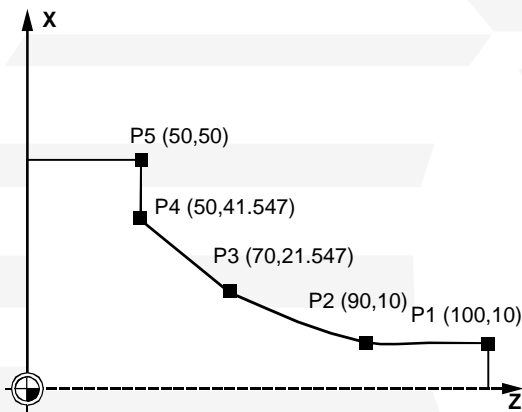 X
P5 (50,50)
P4 (50,41.547)
P3 (70,21.547)
P2 (90,10)
P1 (100,10)
Z